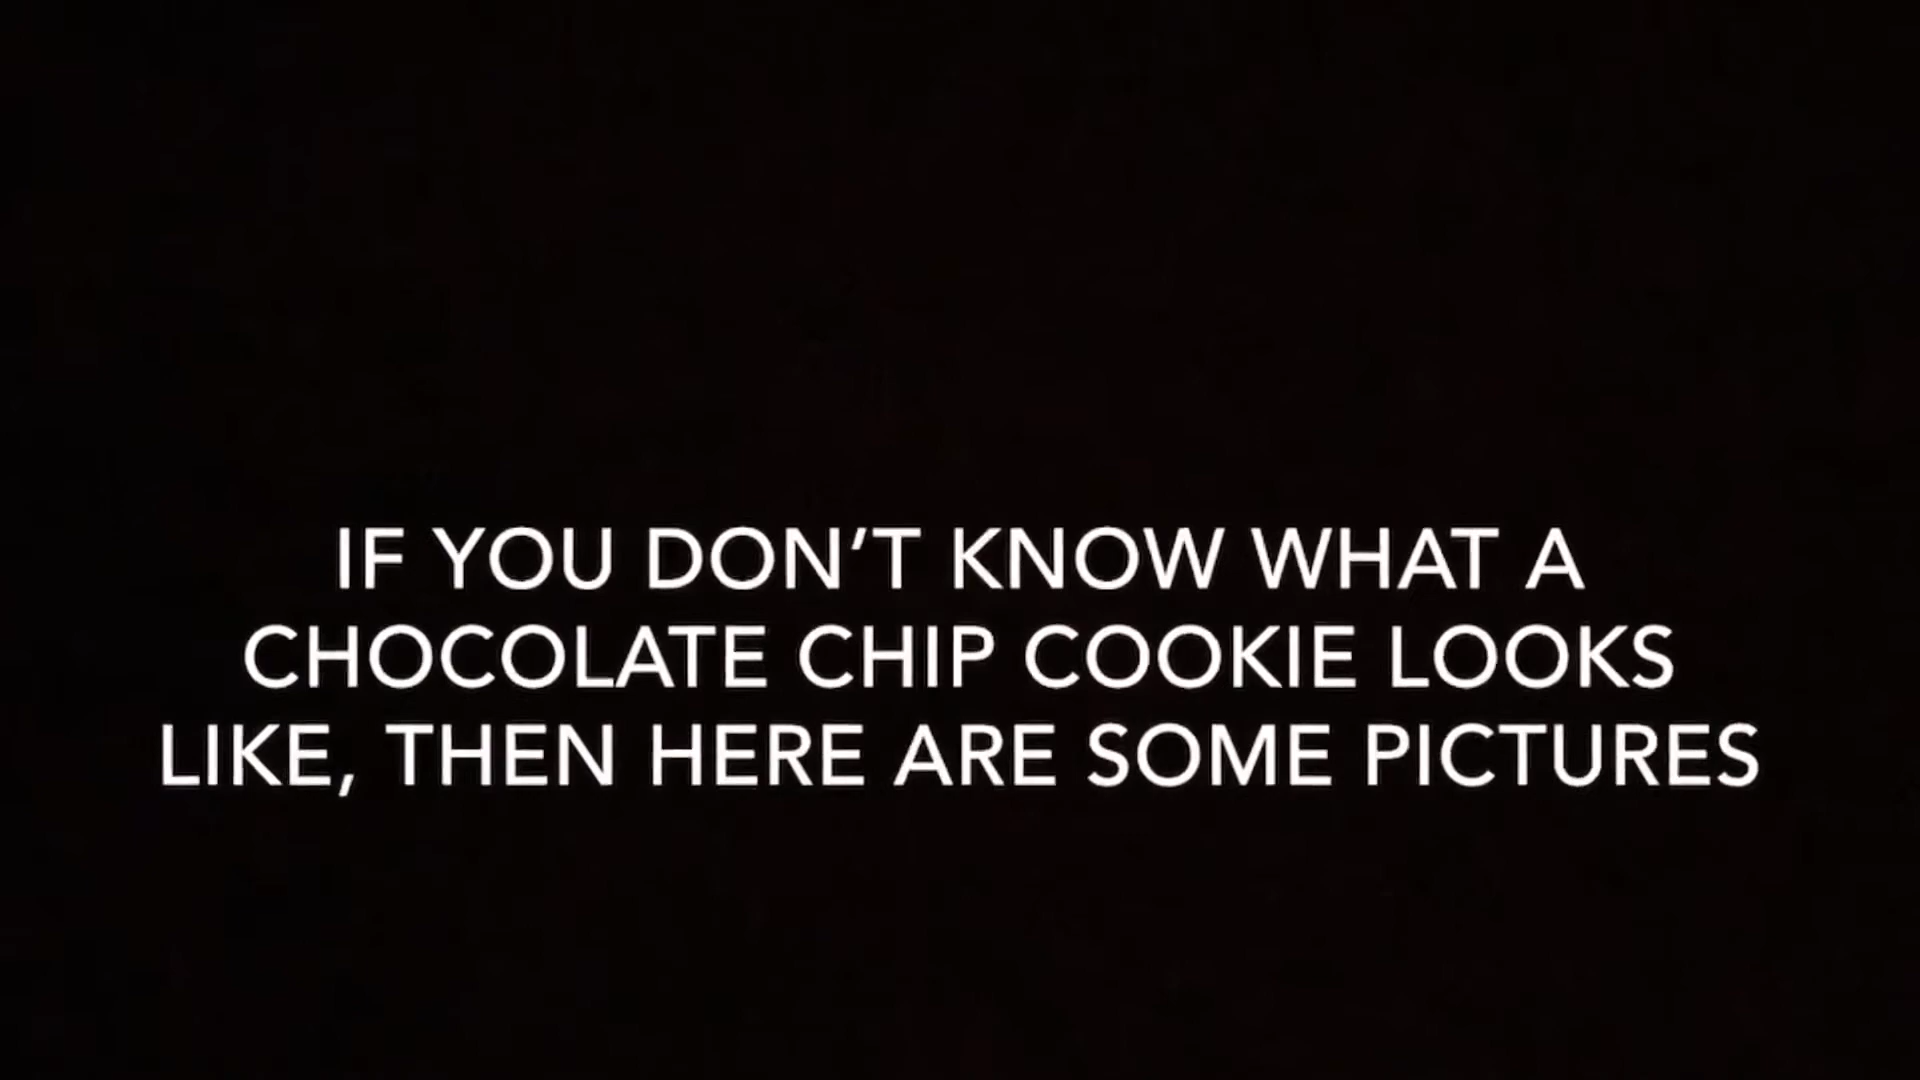 IF YOU DON’T KNOW WHAT A
CHOCOLATE CHIP COOKIE LOOKS
LIKE, THEN HERE ARE SOME PICTURES